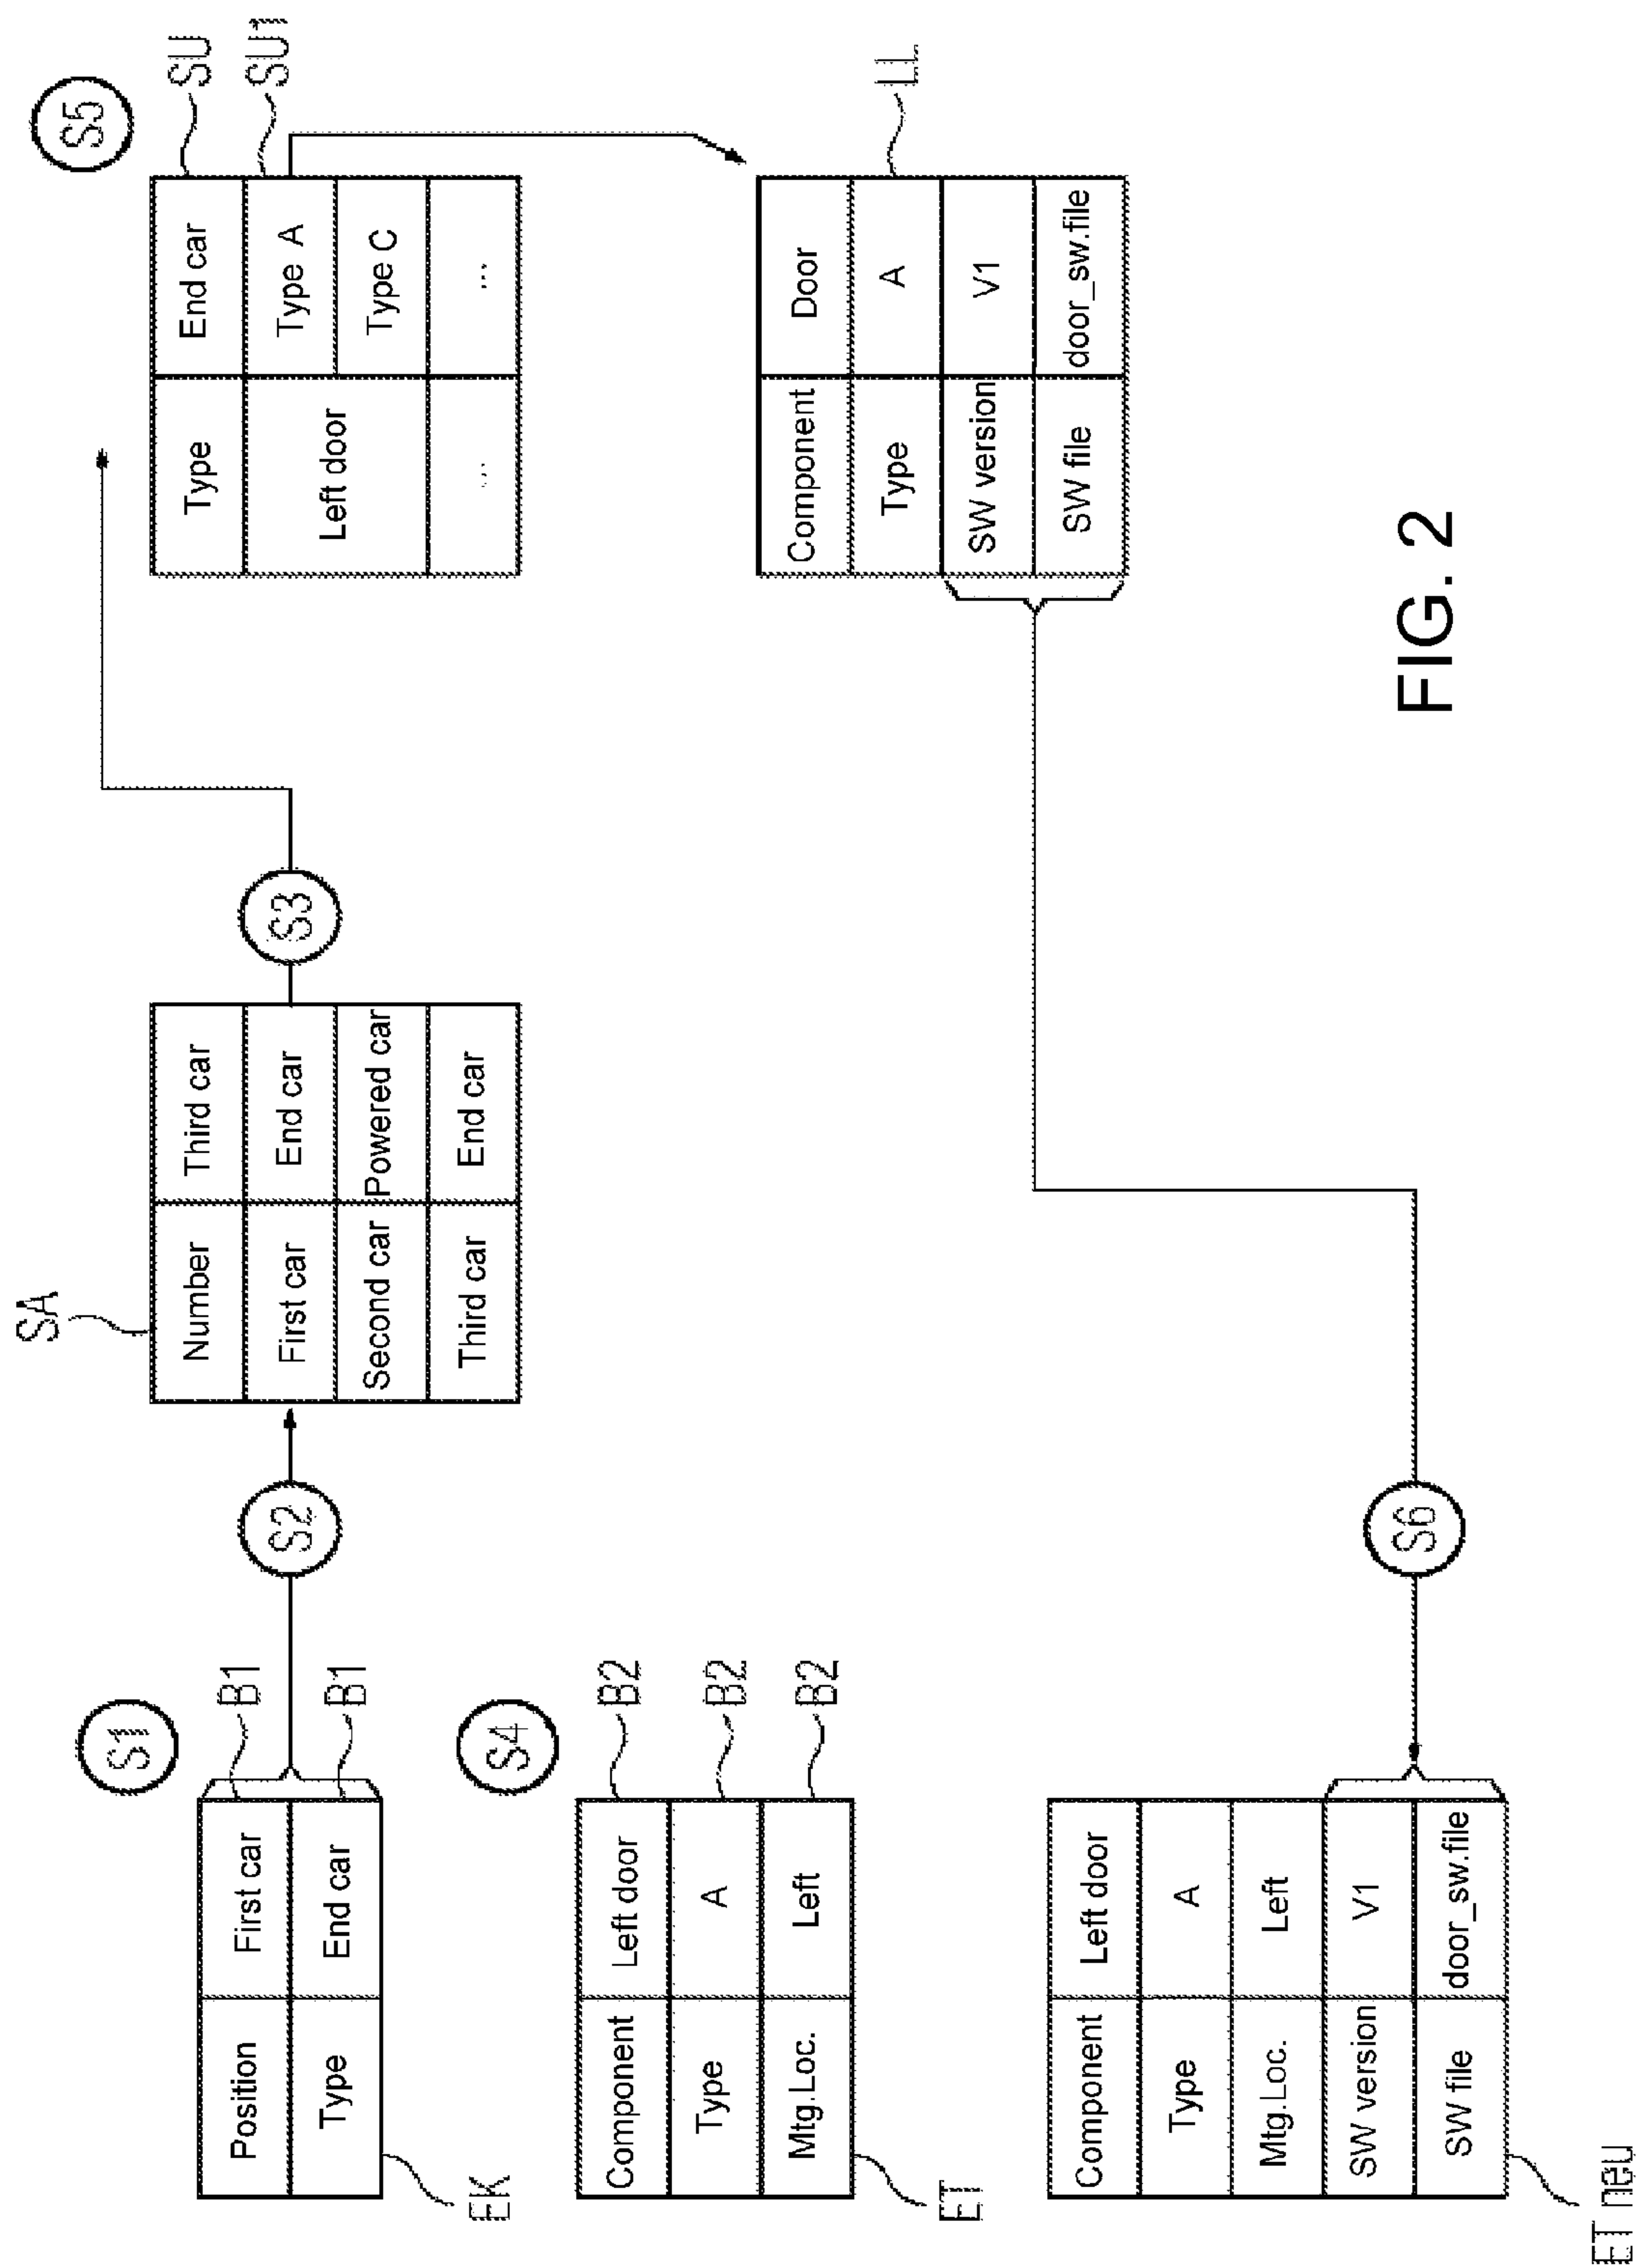 S1
B1
B1
Position First car
Type End car
EK
S2
SA
Number Third car
First car End car
Second car Powered car
Third car End car
S3
S5
SU
SU1
Type End car
Left door Type A
Type C
... ...
S4
B2
B2
B2
Component Left door
Type A
Mtg.Loc. Left
ET
LL
Component Door
Type A
SW version V1
SW file door_sw.file
S6
Component Left door
Type A
Mtg.Loc. Left
SW version V1
SW file door_sw.file
ET neu
FIG. 2